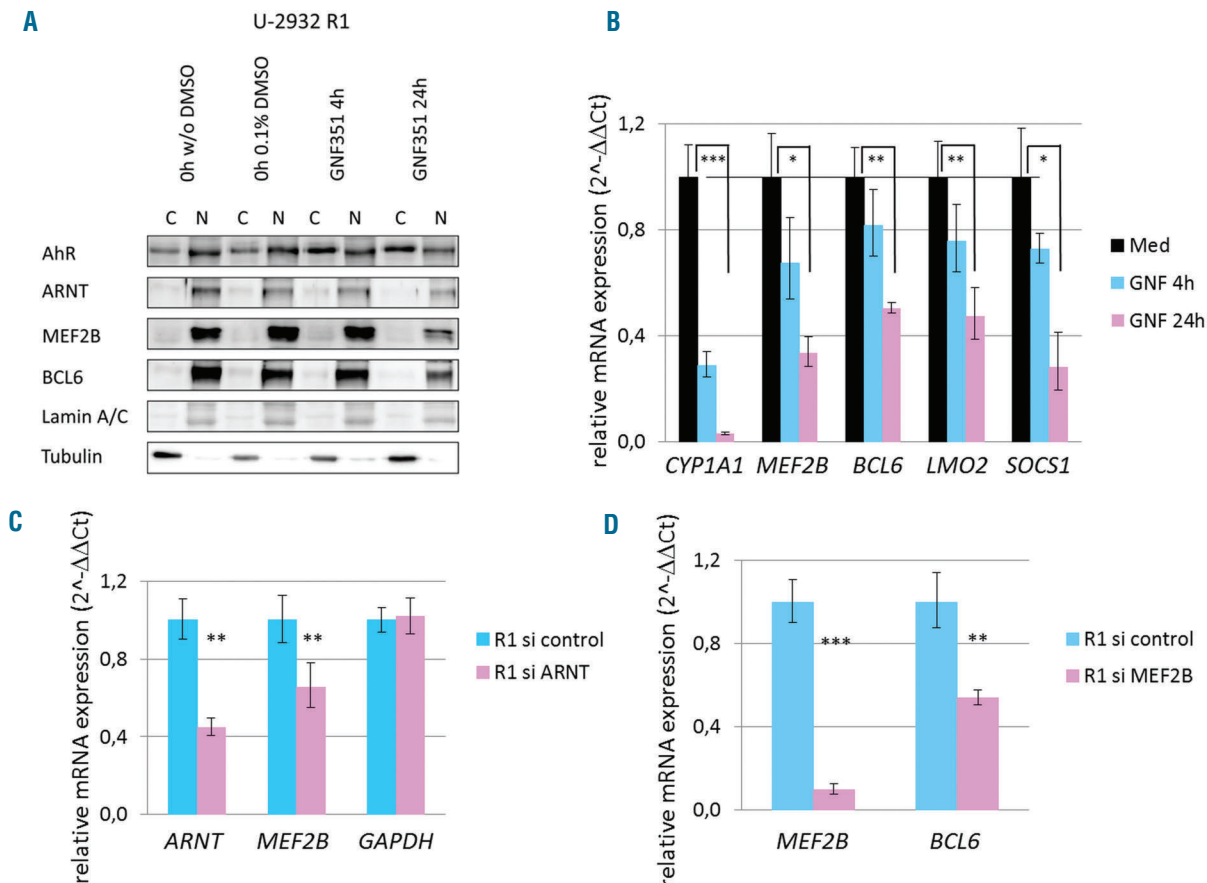 A
U-2932 R1
0h w/o DMSO
0h 0.1% DMSO
GNF351 4h
GNF351 24h
C N C N C N C N
AhR
ARNT
MEF2B
BCL6
Lamin A/C
Tubulin
B
relative mRNA expression (2^-ΔΔCt)
1,2
0,8
0,4
0,0
*** * ** ** *
CYP1A1 MEF2B BCL6 LMO2 SOCS1
Med
GNF 4h
GNF 24h
C
relative mRNA expression (2^-ΔΔCt)
1,2
0,8
0,4
0,0
** **
ARNT MEF2B GAPDH
R1 si control
R1 si ARNT
D
relative mRNA expression (2^-ΔΔCt)
1,2
0,8
0,4
0,0
*** **
MEF2B BCL6
R1 si control
R1 si MEF2B